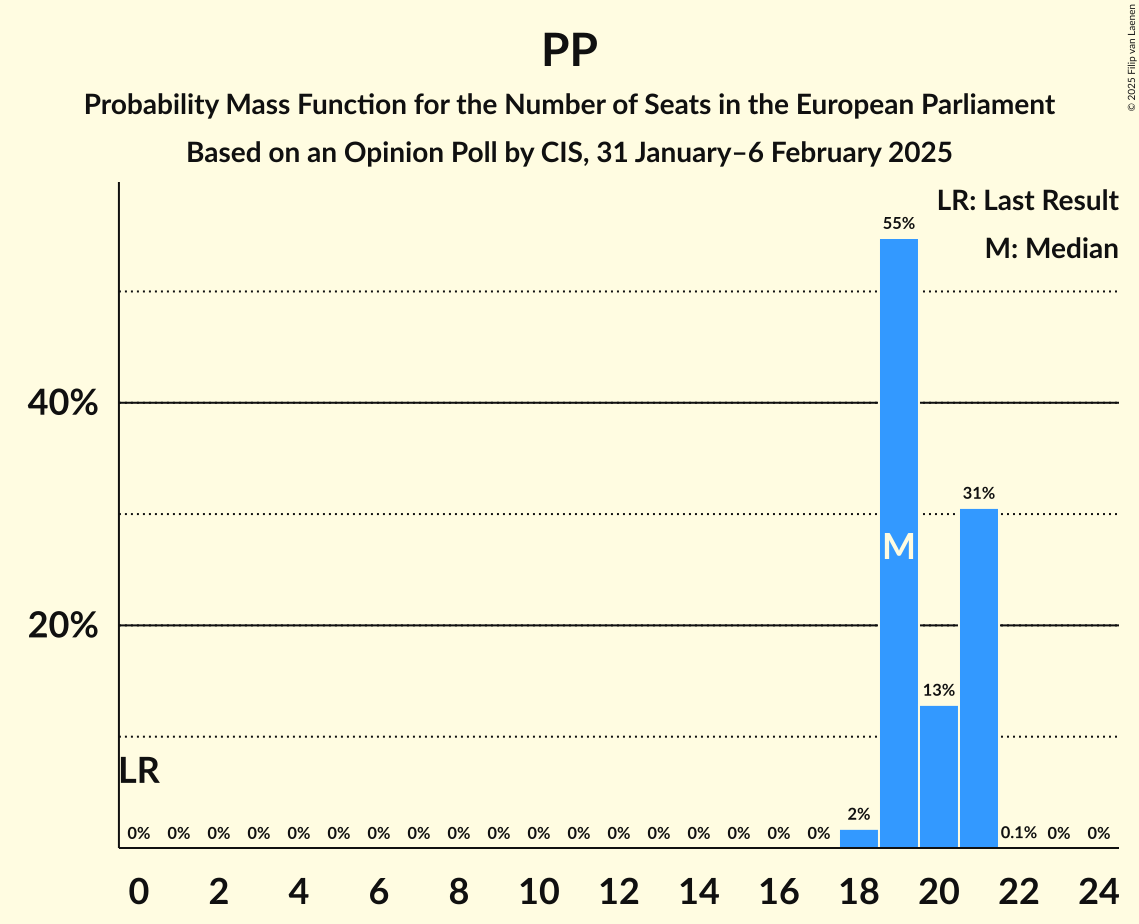 PP
Probability Mass Function for the Number of Seats in the European Parliament
Based on an Opinion Poll by CIS, 31 January–6 February 2025
© 2025 Filip van Laenen
LR: Last Result
M: Median
55%
40%
31%
M
20%
13%
LR
2%
0% 0% 0% 0% 0% 0% 0% 0% 0% 0% 0% 0% 0% 0% 0% 0% 0% 0% 0.1% 0% 0%
0 2 4 6 8 10 12 14 16 18 20 22 24